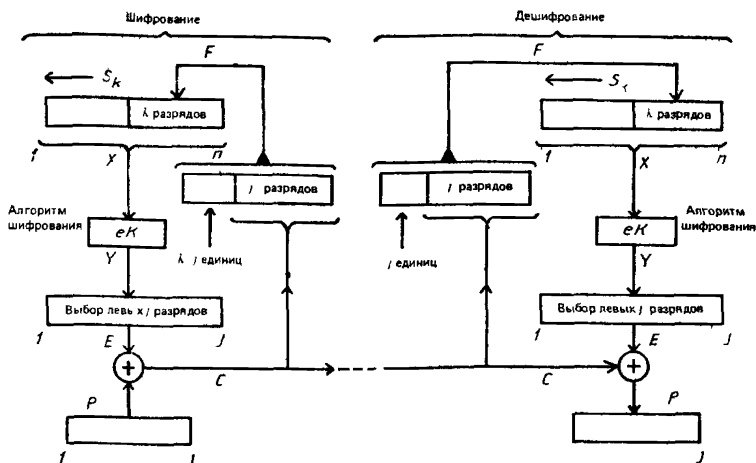 Шифрование
Дешифрование
F
F
S_k
S_1
k разрядов
k разрядов
1
n
1
n
X
X
j разрядов
j разрядов
Алгоритм
шифрования
eK
k j единиц
j единиц
eK
Алгоритм
шифрования
Y
Y
Выбор левых j разрядов
Выбор левых j разрядов
1
E
J
1
E
J
+
C
C
+
P
P
1
J